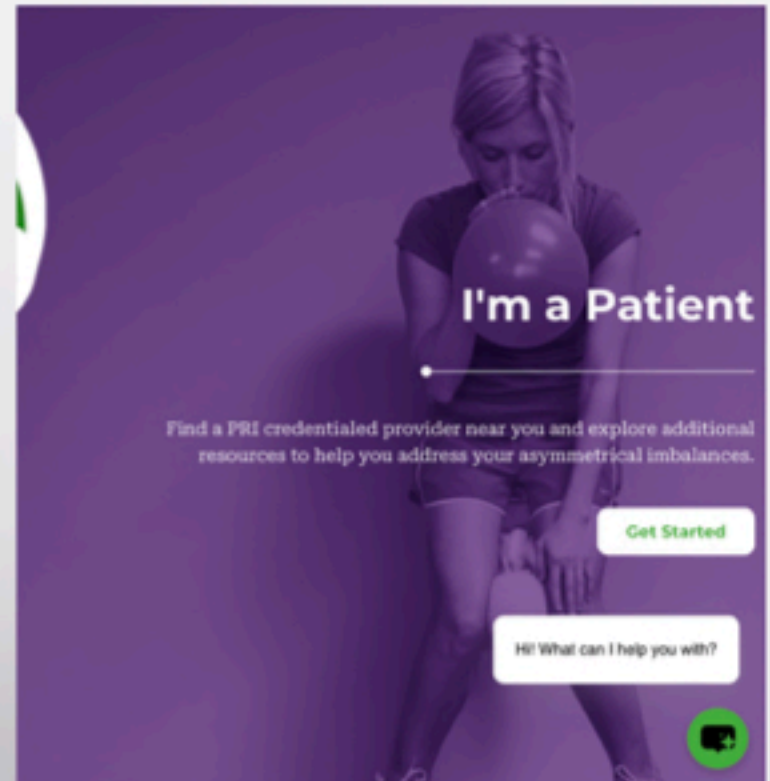 I'm a Patient
Find a PRI credentialed provider near you and explore additional
resources to help you address your asymmetrical imbalances.
Get Started
Hi! What can I help you with?